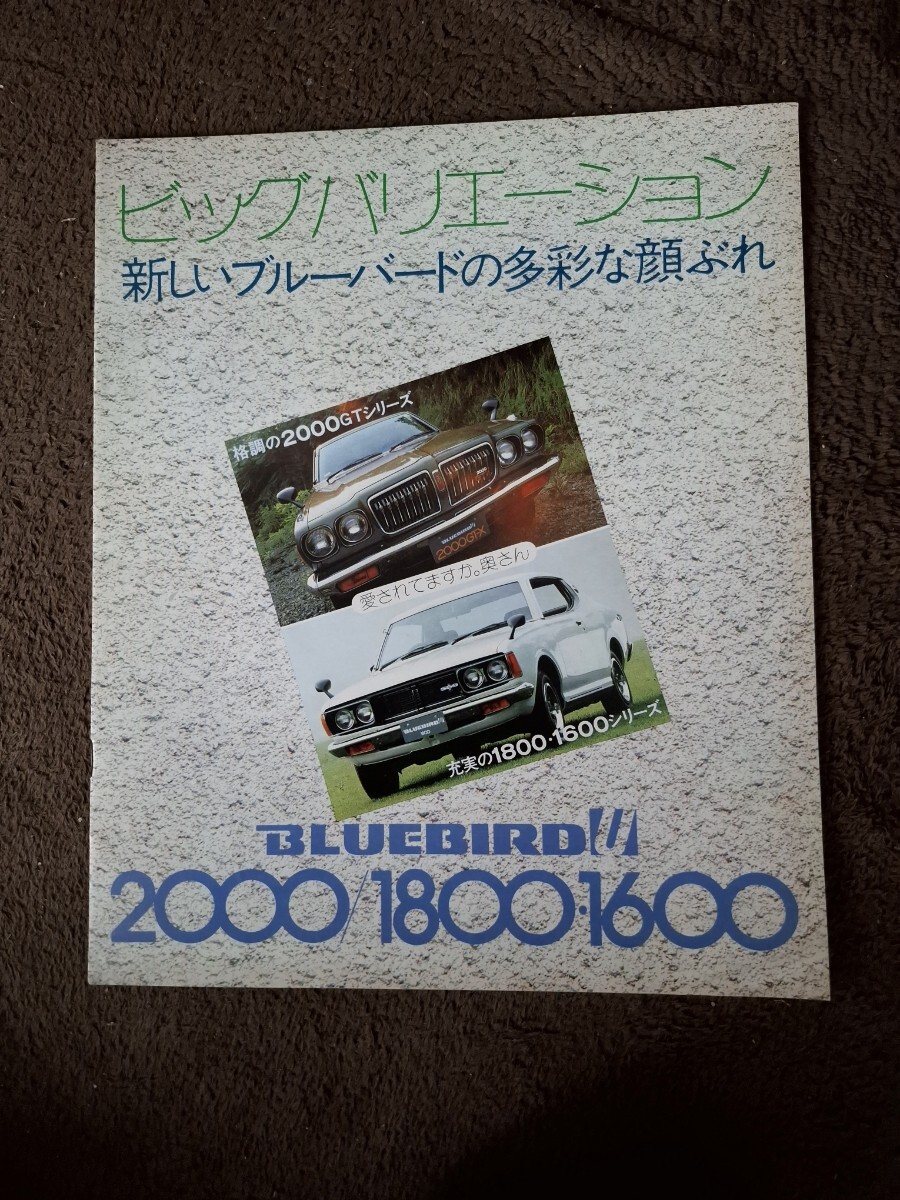 ビッグバリエーション
新しいブルーバードの多彩な顔ぶれ
格調の2000GTシリーズ
BLUEBIRD U
2000GTX
愛されてますか。奥さん
BLUEBIRD U
充実の1800・1600シリーズ
BLUEBIRD U
2000/1800・1600